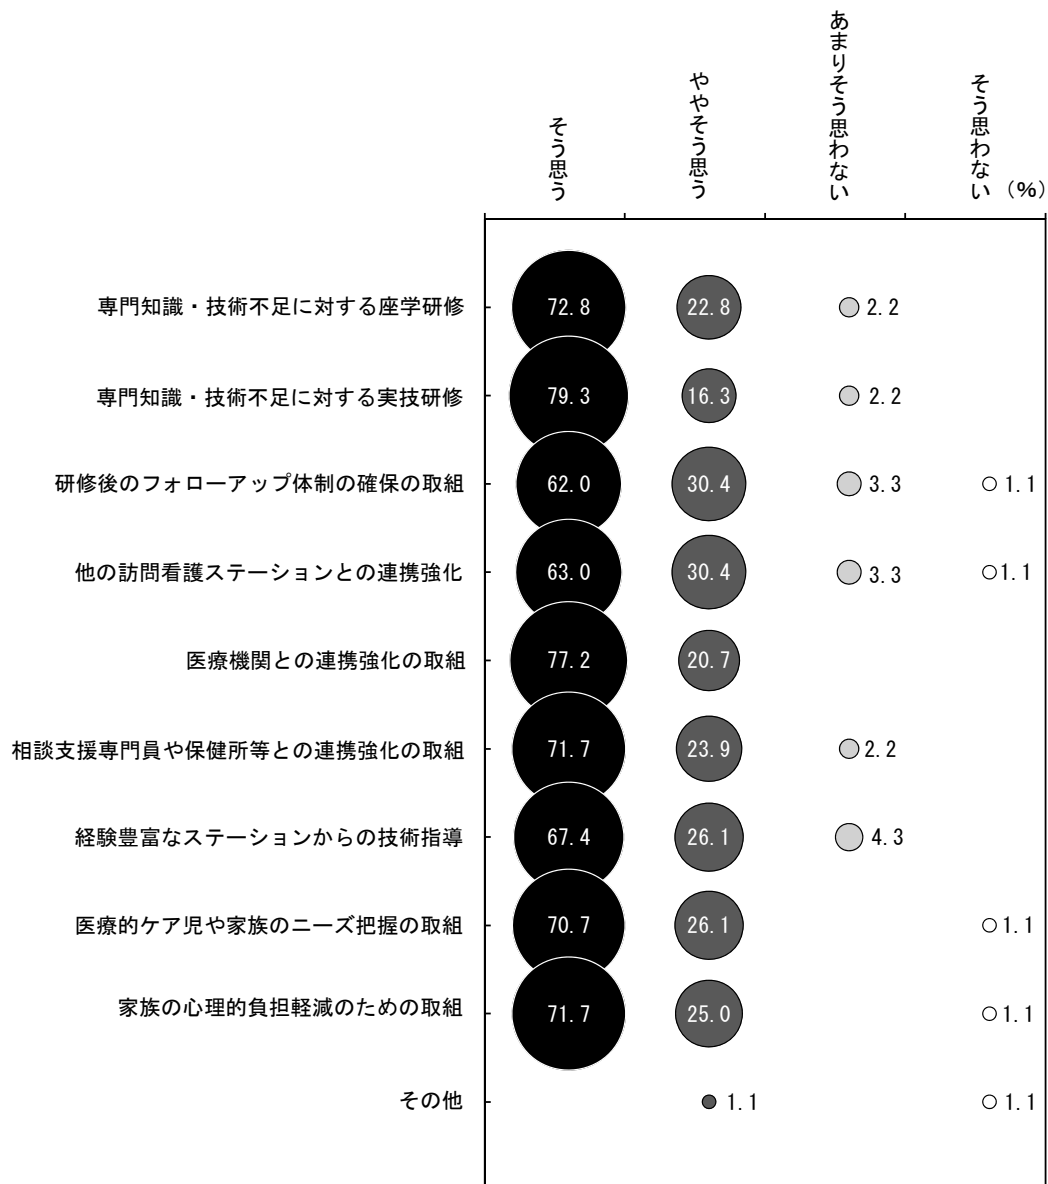 そう思う
ややそう思う
あまりそう思わない
そう思わない
(%)
専門知識・技術不足に対する座学研修 72.8 22.8 2.2
専門知識・技術不足に対する実技研修 79.3 16.3 2.2
研修後のフォローアップ体制の確保の取組 62.0 30.4 3.3 1.1
他の訪問看護ステーションとの連携強化 63.0 30.4 3.3 1.1
医療機関との連携強化の取組 77.2 20.7
相談支援専門員や保健所等との連携強化の取組 71.7 23.9 2.2
経験豊富なステーションからの技術指導 67.4 26.1 4.3
医療的ケア児や家族のニーズ把握の取組 70.7 26.1 1.1
家族の心理的負担軽減のための取組 71.7 25.0 1.1
その他 1.1 1.1